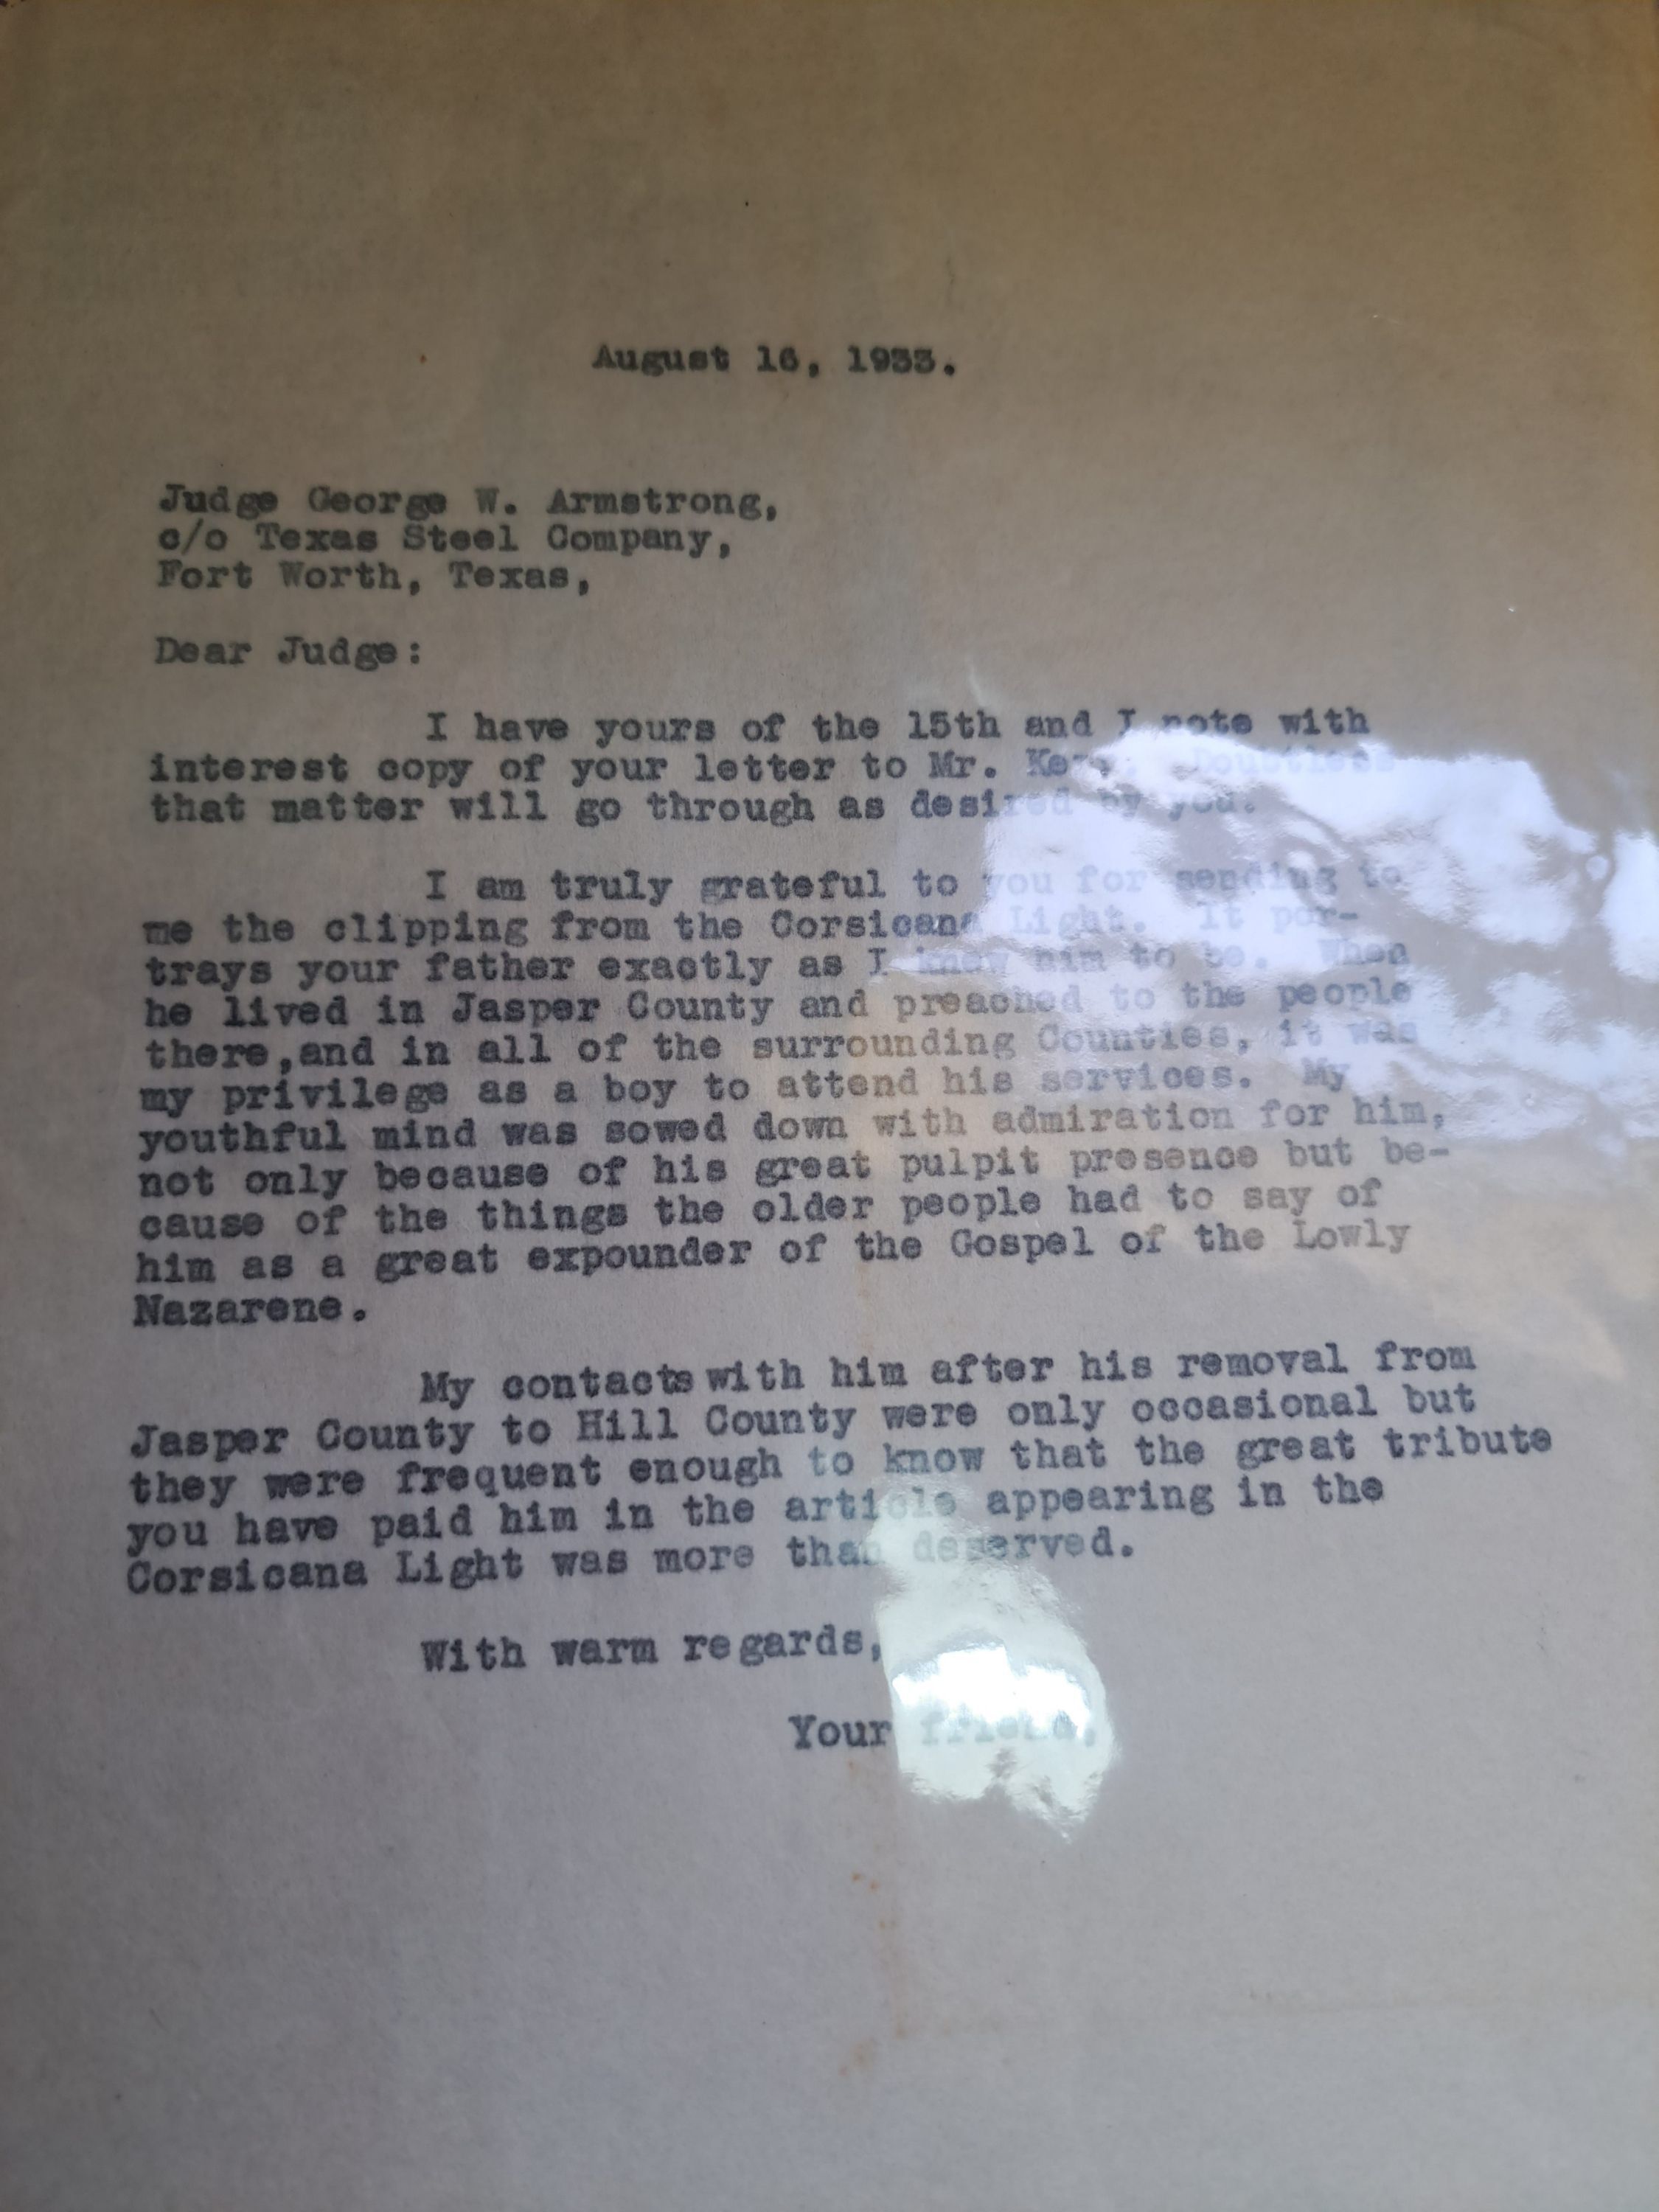 August 16, 1933.
Judge George W. Armstrong,
c/o Texas Steel Company,
Fort Worth, Texas,
Dear Judge:
I have yours of the 15th and I note with
interest copy of your letter to Mr. Doubtless
that matter will go through as desired by you.
I am truly grateful to you for sending to
me the clipping from the Corsicana Light. It por-
trays your father exactly as I knew him to be. When
he lived in Jasper County and preached to the people
there,and in all of the surrounding Counties, it was
my privilege as a boy to attend his services. My
youthful mind was sowed down with admiration for him,
not only because of his great pulpit presence but be-
cause of the things the older people had to say of
him as a great expounder of the Gospel of the Lowly
Nazarene.
My contacts with him after his removal from
Jasper County to Hill County were only occasional but
they were frequent enough to know that the great tribute
you have paid him in the article appearing in the
Corsicana Light was more than deserved.
With warm regards,
Your friend,